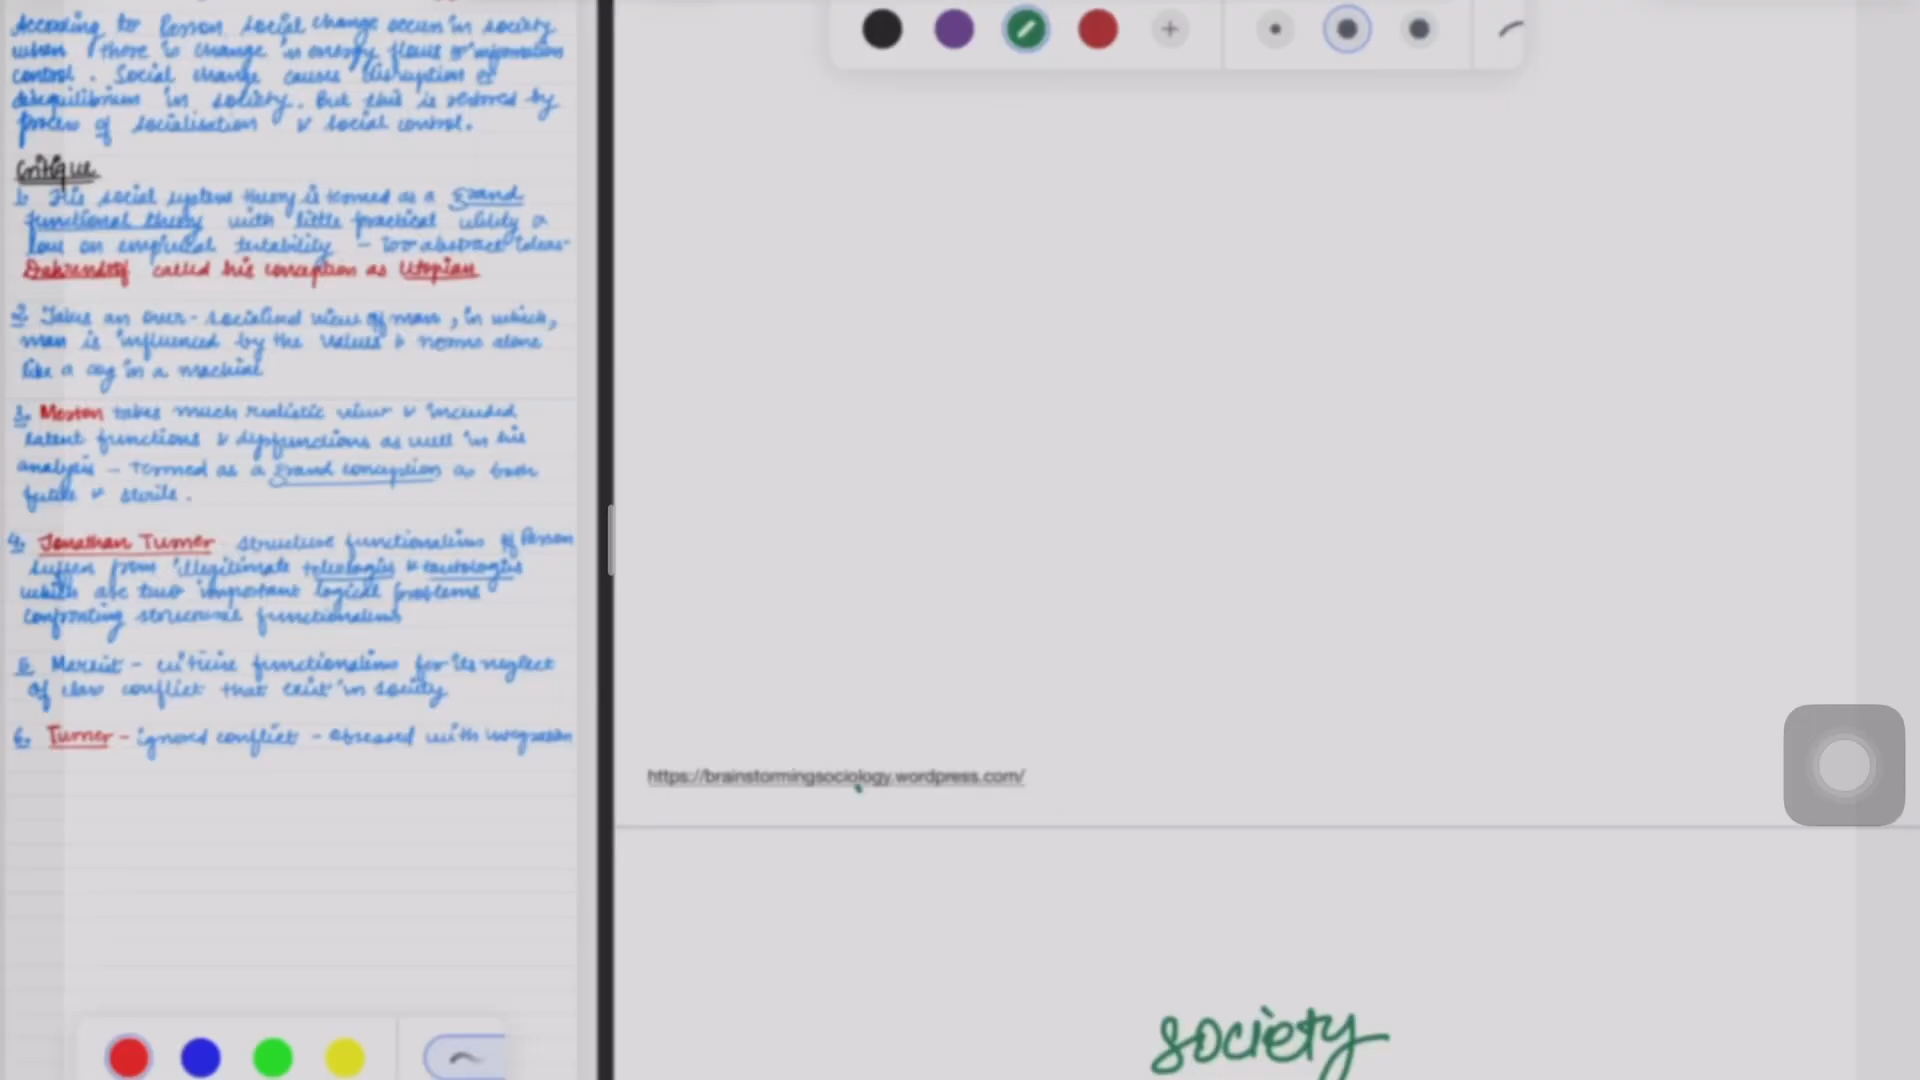 According to Parson social change occurs in society
when there is change in energy flows or information
control. Social change causes disruption of
disequilibrium in society. But this is restored by
process of socialisation & social control.
Critique
1. His social system theory is termed as a grand
functional theory with little practical utility &
low on empirical testability - too abstract ideas-
Dahrendorf called his conception as Utopian
2. Takes an over-socialised view of man, in which,
man is influenced by the values & norms alone
like a cog in a machine
3. Merton takes much realistic view & included
latent functions & dysfunctions as well in his
analysis - termed as a grand conception as both
futile & sterile.
4. Jonathan Turner structure functionalism of Parson
suffers from illegitimate teleologies & tautologies
which are two important logical problems
confronting structural functionalism
5. Marxist - criticise functionalism for its neglect
of class conflict that exist in society
6. Turner - ignored conflict - obsessed with integration
https://brainstormingsociology.wordpress.com/
society